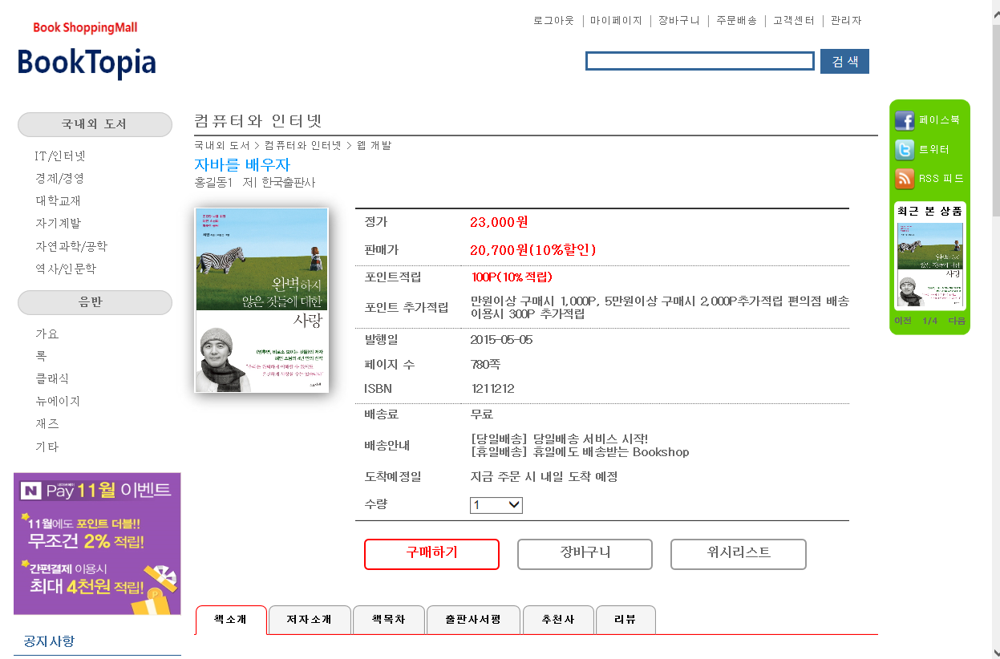 Book ShoppingMall
BookTopia
로그아웃 | 마이페이지 | 장바구니 | 주문배송 | 고객센터 | 관리자
검색
국내외 도서
IT/인터넷
경제/경영
대학교재
자기계발
자연과학/공학
역사/인문학
음반
가요
록
클래식
뉴에이지
재즈
기타
N Pay 11월 이벤트
11월에도 포인트 더블!!
무조건 2% 적립!
간편결제 이용시
최대 4천원 적립!
공지사항
컴퓨터와 인터넷
국내외 도서 > 컴퓨터와 인터넷 > 웹 개발
자바를 배우자
홍길동1 저| 한국출판사
완벽하지
않은 것들에 대한
사랑
정가 23,000원
판매가 20,700원(10%할인)
포인트적립 100P(10%적립)
포인트 추가적립 만원이상 구매시 1,000P, 5만원이상 구매시 2,000P추가적립 편의점 배송
이용시 300P 추가적립
발행일 2015-05-05
페이지 수 780쪽
ISBN 1211212
배송료 무료
배송안내 [당일배송] 당일배송 서비스 시작!
[휴일배송] 휴일에도 배송받는 Bookshop
도착예정일 지금 주문 시 내일 도착 예정
수량 1
구매하기 장바구니 위시리스트
책소개 저자소개 책목차 출판사서평 추천사 리뷰
페이스북
트위터
RSS 피드
최근 본 상품
완벽하지
않은 것들에 대한
사랑
이전 1/4 다음